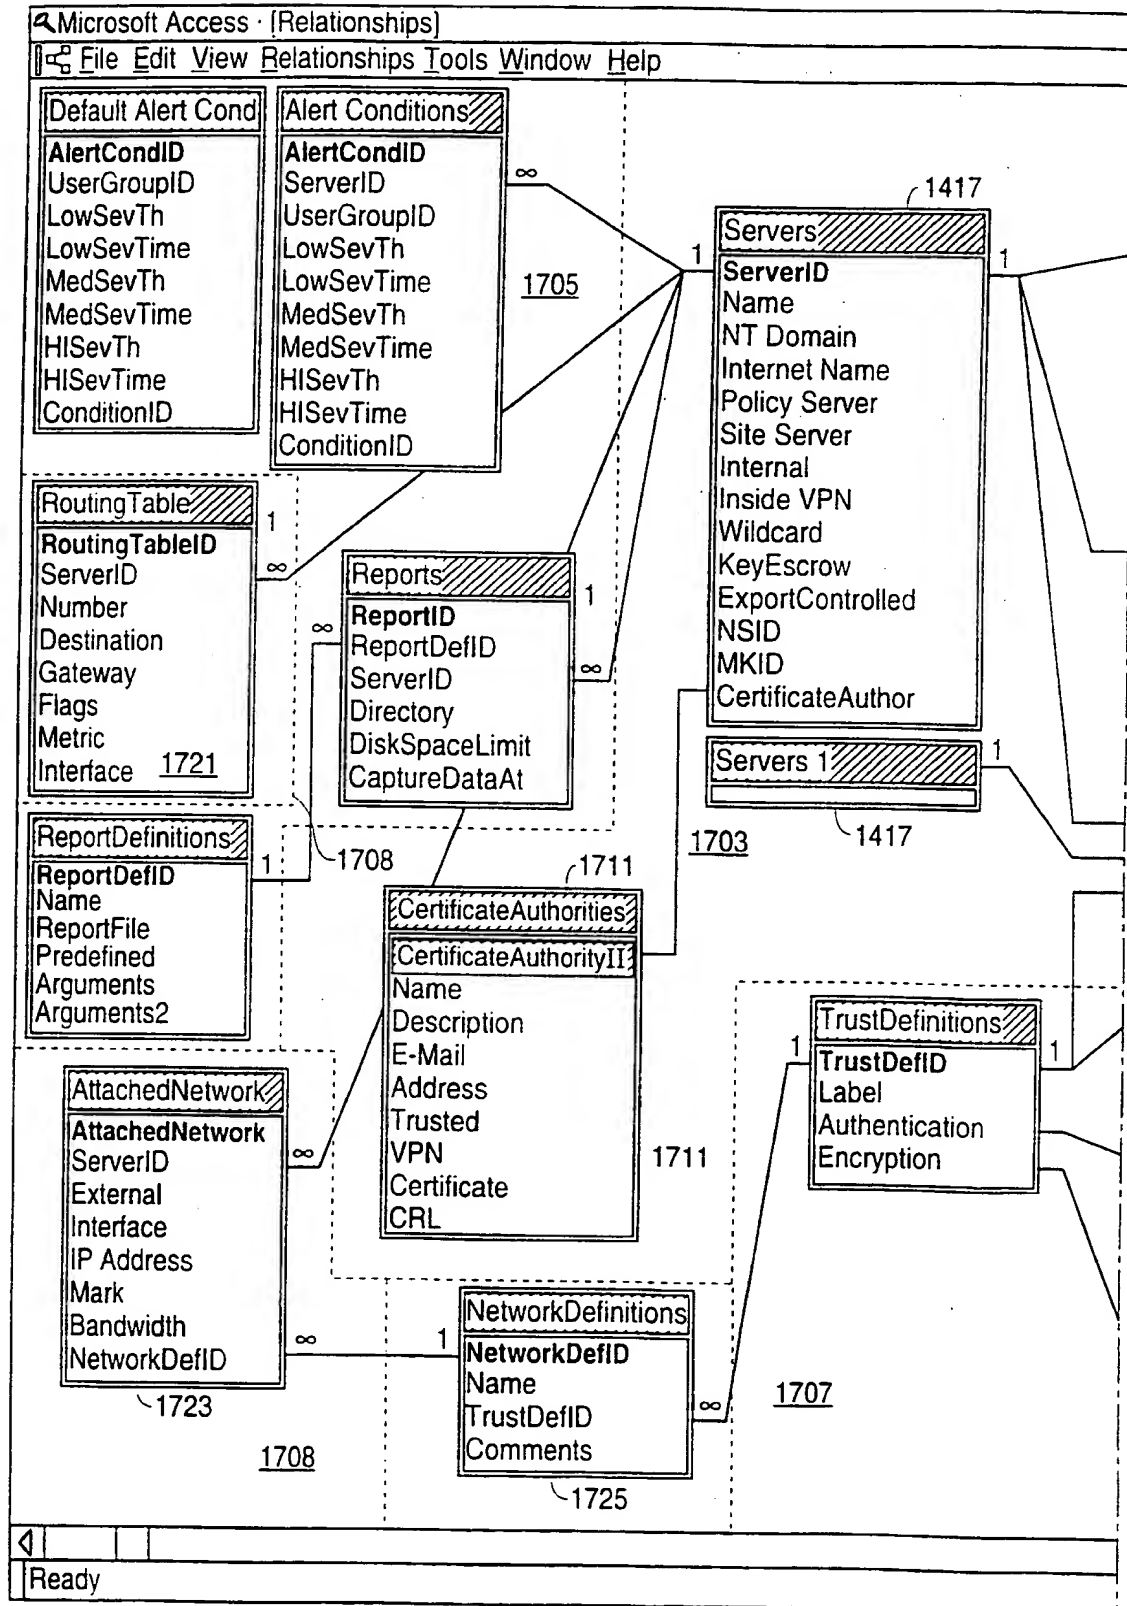 Microsoft Access · [Relationships]
File Edit View Relationships Tools Window Help
Default Alert Cond
AlertCondID
UserGroupID
LowSevTh
LowSevTime
MedSevTh
MedSevTime
HISevTh
HISevTime
ConditionID
Alert Conditions
AlertCondID
ServerID
UserGroupID
LowSevTh
LowSevTime
MedSevTh
MedSevTime
HISevTh
HISevTime
ConditionID
∞
1705
1417
Servers
ServerID
Name
NT Domain
Internet Name
Policy Server
Site Server
Internal
Inside VPN
Wildcard
KeyEscrow
ExportControlled
NSID
MKID
CertificateAuthor
1
1
Servers 1
1
1417
RoutingTable
RoutingTableID
ServerID
Number
Destination
Gateway
Flags
Metric
Interface
1721
1
∞
Reports
ReportID
ReportDefID
ServerID
Directory
DiskSpaceLimit
CaptureDataAt
∞
1
∞
1708
1703
ReportDefinitions
ReportDefID
Name
ReportFile
Predefined
Arguments
Arguments2
1
1711
CertificateAuthorities
CertificateAuthorityII
Name
Description
E-Mail
Address
Trusted
VPN
Certificate
CRL
1711
TrustDefinitions
TrustDefID
Label
Authentication
Encryption
1
1
AttachedNetwork
AttachedNetwork
ServerID
External
Interface
IP Address
Mark
Bandwidth
NetworkDefID
∞
∞
1723
1708
NetworkDefinitions
NetworkDefID
Name
TrustDefID
Comments
1
∞
1725
1707
Ready